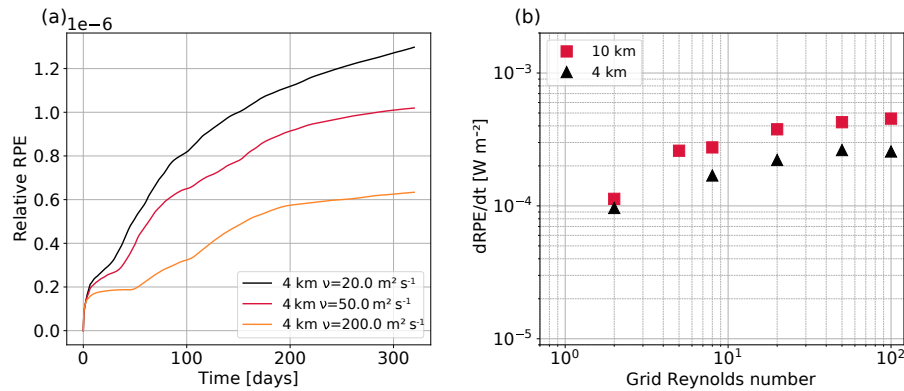 (a)
1e−6
1.2
1.0
0.8
0.6
0.4
0.2
0.0
Relative RPE
0
100
200
300
Time [days]
4 km ν=20.0 m² s⁻¹
4 km ν=50.0 m² s⁻¹
4 km ν=200.0 m² s⁻¹
(b)
10 km
4 km
10⁻³
10⁻⁴
10⁻⁵
dRPE/dt [W m⁻²]
10⁰
10¹
10²
Grid Reynolds number